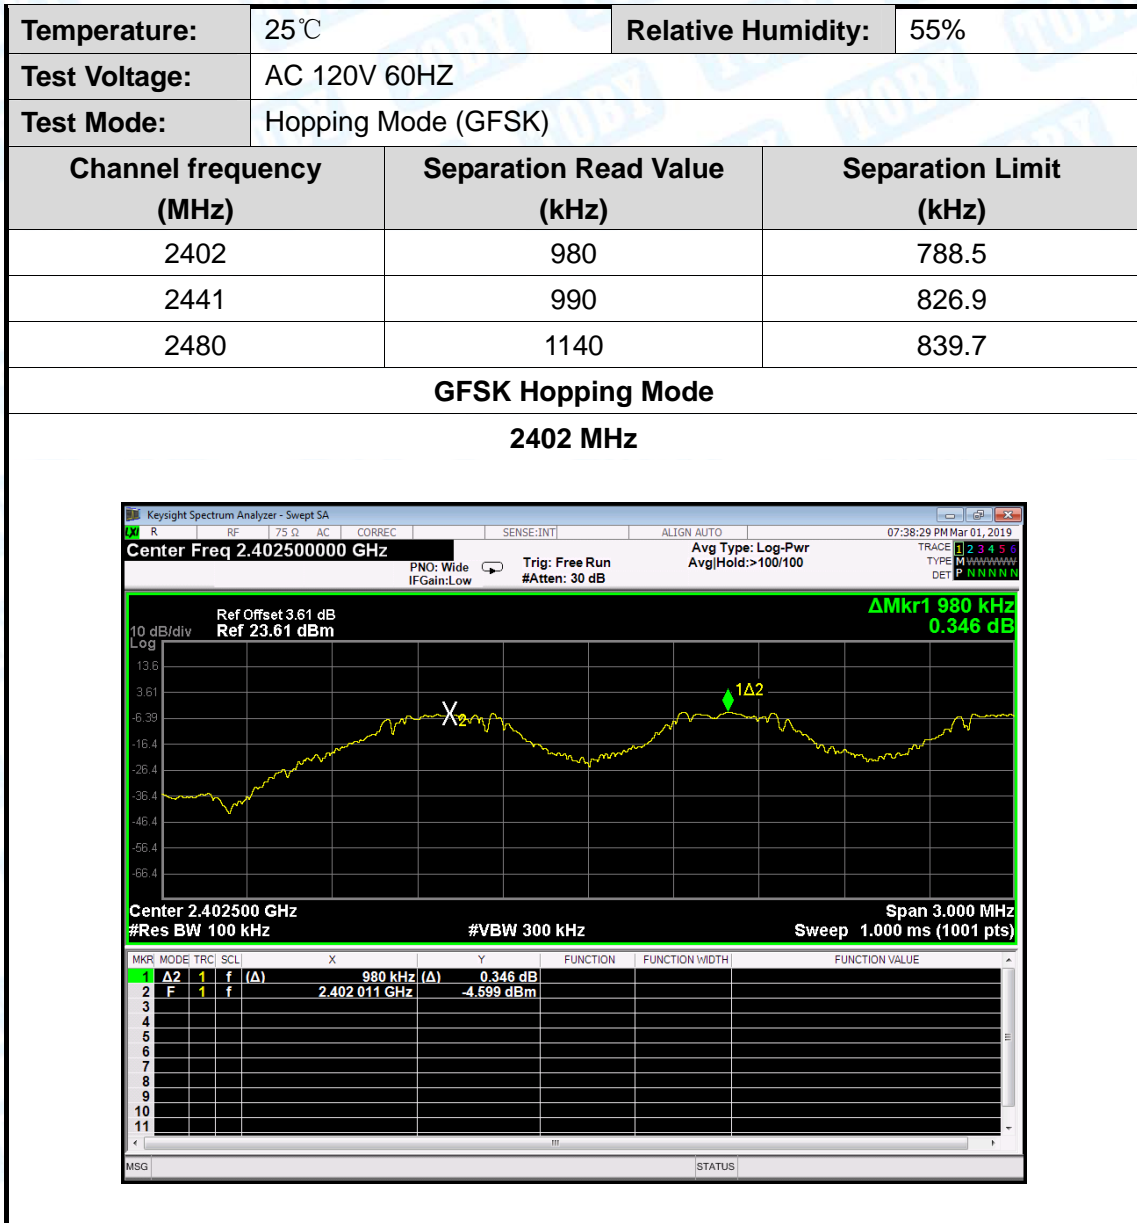 Temperature: 25℃ Relative Humidity: 55%
Test Voltage: AC 120V 60HZ
Test Mode: Hopping Mode (GFSK)
Channel frequency (MHz) Separation Read Value (kHz) Separation Limit (kHz)
2402 980 788.5
2441 990 826.9
2480 1140 839.7
GFSK Hopping Mode
2402 MHz
Keysight Spectrum Analyzer - Swept SA
LXI R RF 75 Ω AC CORREC SENSE:INT ALIGN AUTO 07:38:29 PM Mar 01, 2019
Center Freq 2.402500000 GHz
PNO: Wide
IFGain:Low
Trig: Free Run
#Atten: 30 dB
Avg Type: Log-Pwr
Avg|Hold:>100/100
TRACE 1 2 3 4 5 6
TYPE M WWWWW
DET P N N N N N
ΔMkr1 980 kHz
0.346 dB
Ref Offset 3.61 dB
10 dB/div Ref 23.61 dBm
Log
13.6
3.61
-6.39
-16.4
-26.4
-36.4
-46.4
-56.4
-66.4
X2
1Δ2
Center 2.402500 GHz Span 3.000 MHz
#Res BW 100 kHz #VBW 300 kHz Sweep 1.000 ms (1001 pts)
MKR MODE TRC SCL X Y FUNCTION FUNCTION WIDTH FUNCTION VALUE
1 Δ2 1 f (Δ) 980 kHz (Δ) 0.346 dB
2 F 1 f 2.402 011 GHz -4.599 dBm
3
4
5
6
7
8
9
10
11
MSG STATUS
TOBY